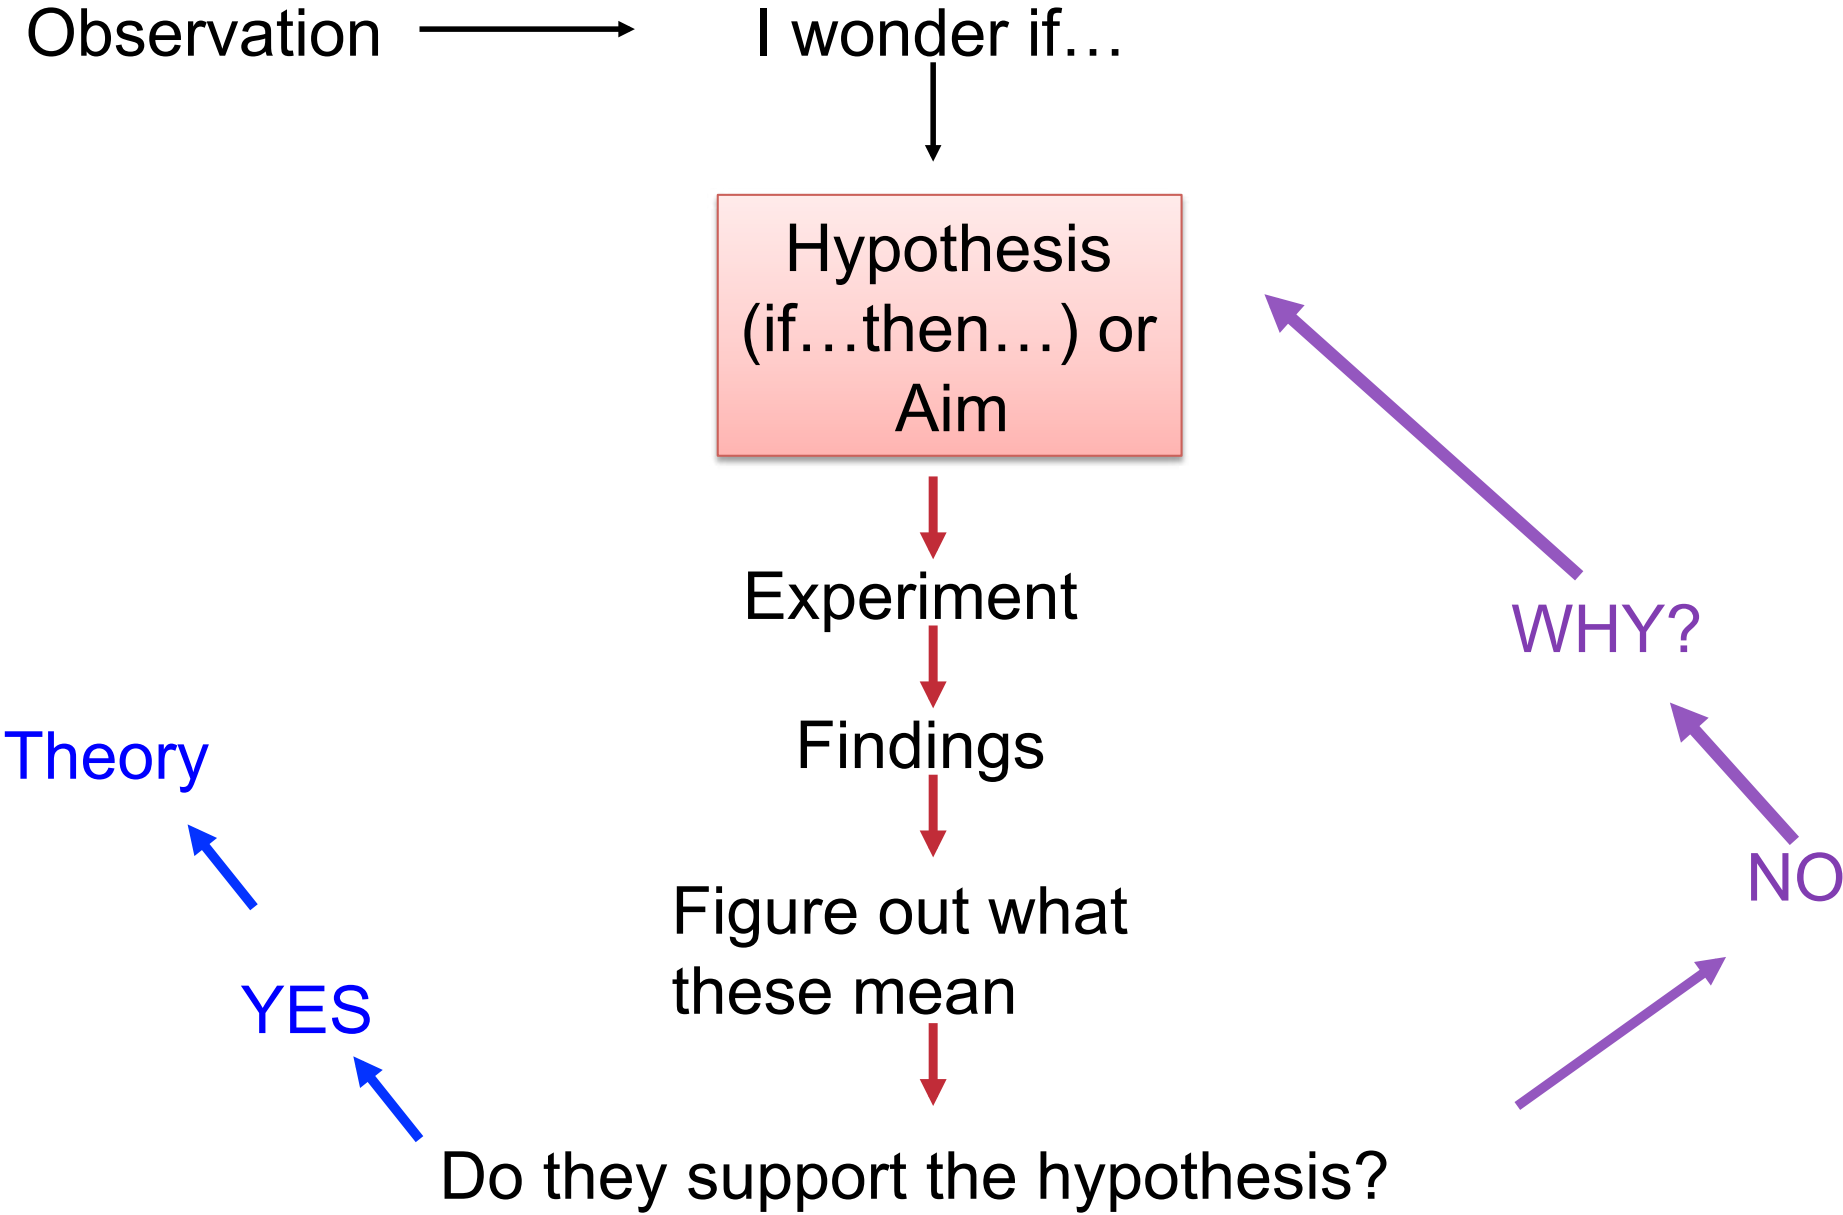 Observation
I wonder if…
Hypothesis
(if…then…) or
Aim
Experiment
WHY?
Findings
Theory
Figure out what
these mean
NO
YES
Do they support the hypothesis?